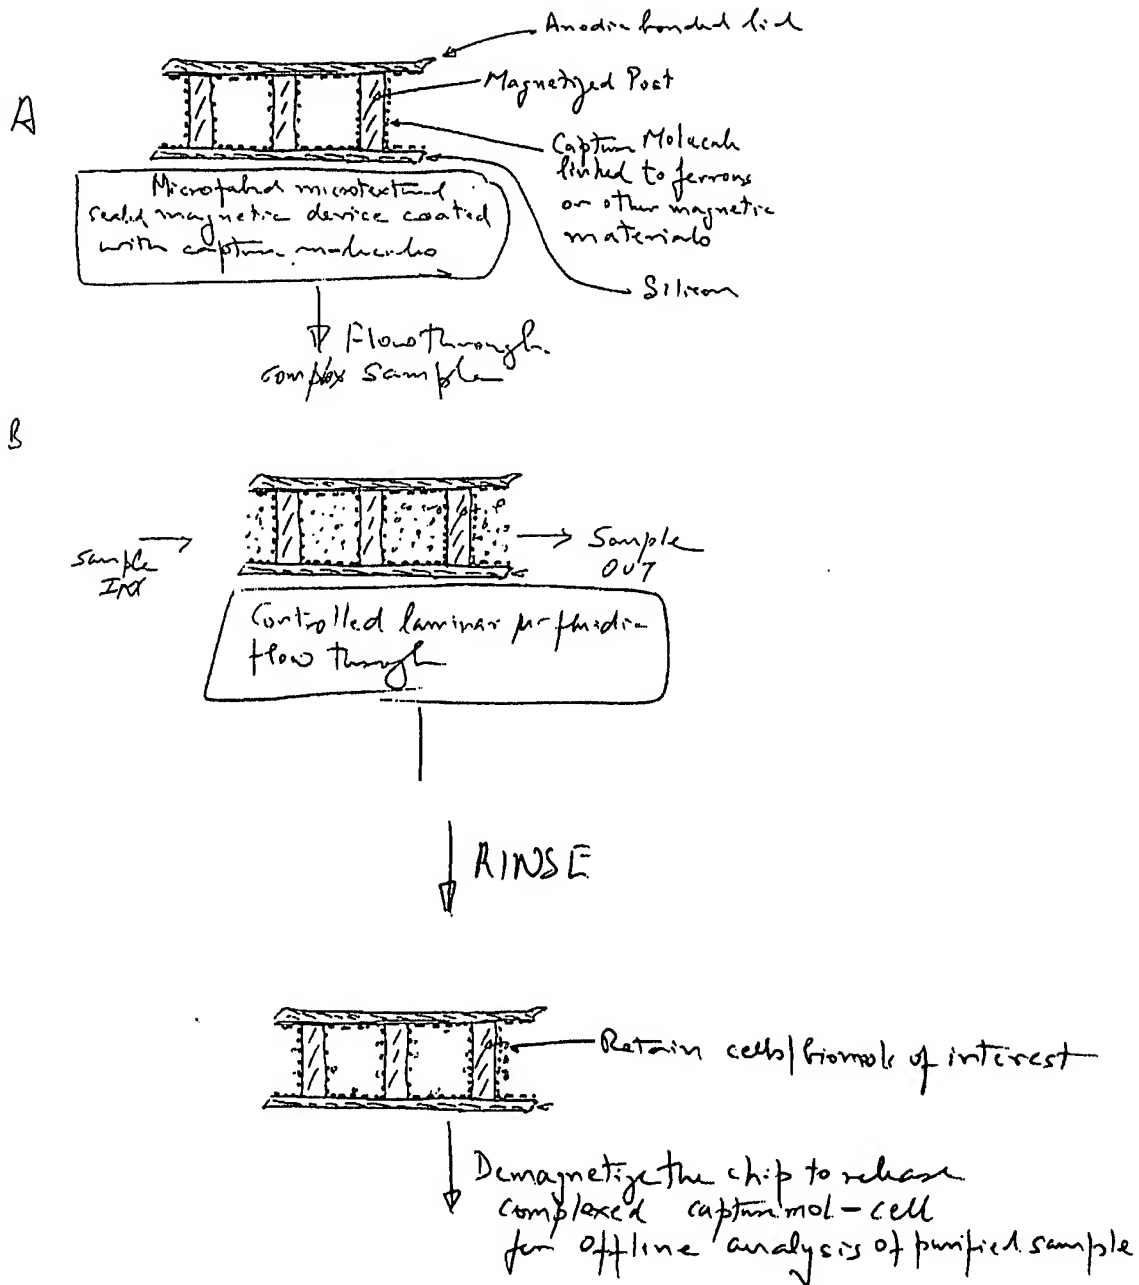 Anodic bonded lid
A
Magnetized Post
Capture Molecule
linked to ferrous
or other magnetic
materials
Silicon
Microfabed microtextured
sealed magnetic device coated
with capture molecules
Flow through
complex sample
B
sample
IN
Sample
OUT
Controlled laminar μ-fluidic
flow through
RINSE
Retain cells/biomols of interest
Demagnetize the chip to release
complexed capture mol-cell
for offline analysis of purified sample